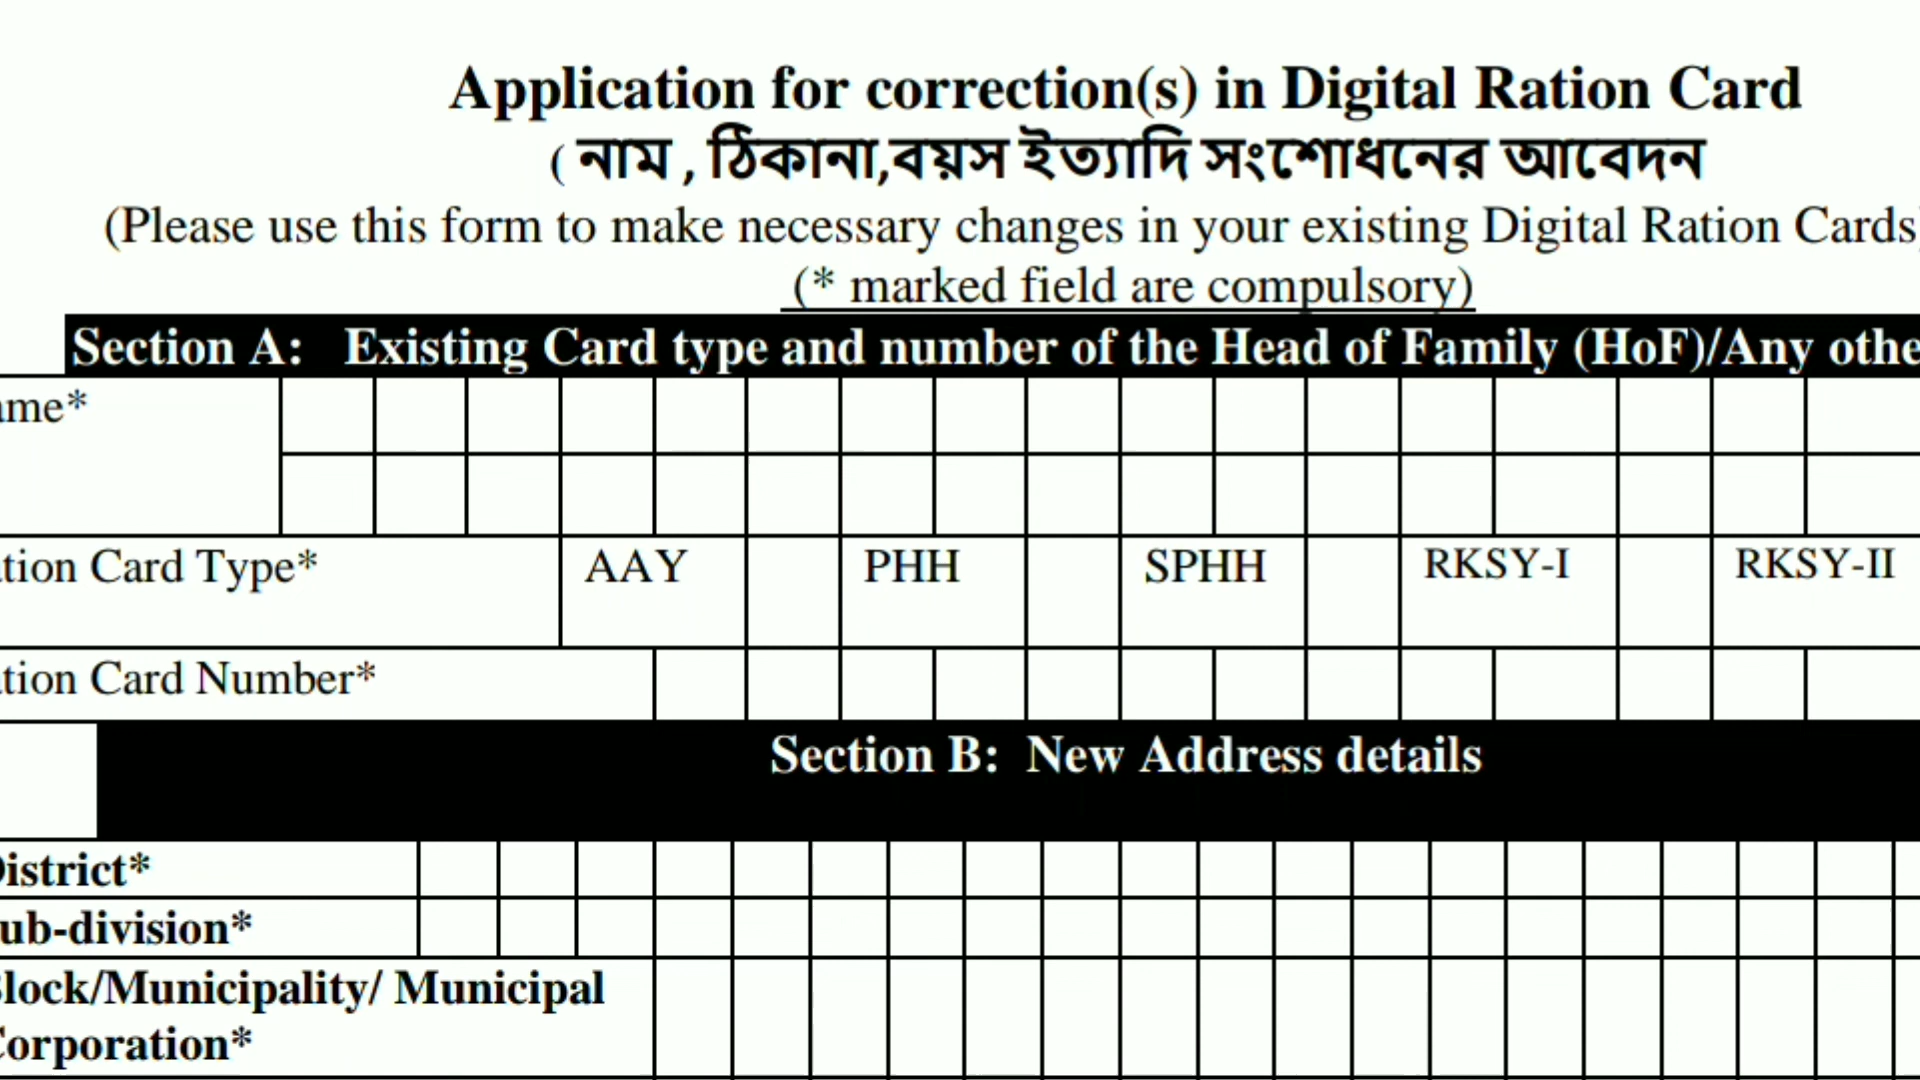 Application for correction(s) in Digital Ration Card
( নাম , ঠিকানা,বয়স ইত্যাদি সংশোধনের আবেদন
(Please use this form to make necessary changes in your existing Digital Ration Cards
(* marked field are compulsory)
Section A: Existing Card type and number of the Head of Family (HoF)/Any othe
ame*
tion Card Type* AAY PHH SPHH RKSY-I RKSY-II
tion Card Number*
Section B: New Address details
District*
ub-division*
lock/Municipality/ Municipal
Corporation*